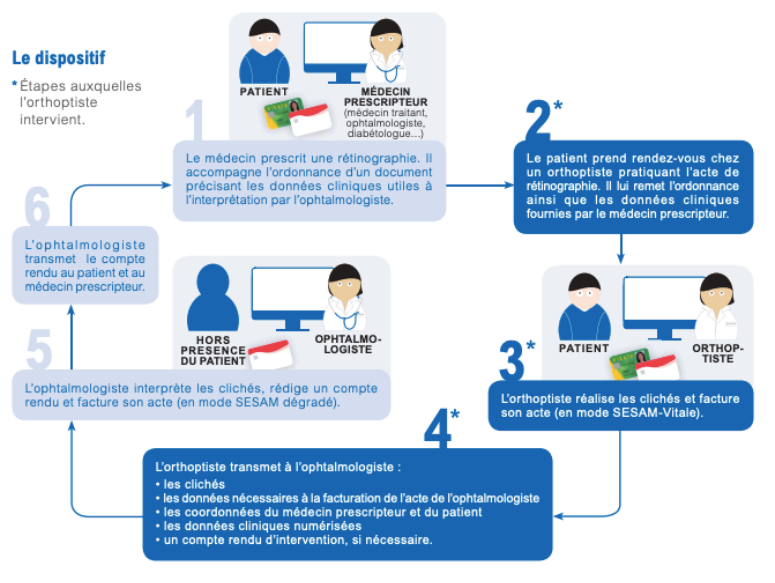 Le dispositif
* Étapes auxquelles
l'orthoptiste
intervient.
1
PATIENT
MÉDECIN
PRESCRIPTEUR
(médecin traitant,
ophtalmologiste,
diabétologue...)
Le médecin prescrit une rétinographie. Il
accompagne l'ordonnance d'un document
précisant les données cliniques utiles à
l'interprétation par l'ophtalmologiste.
2*
Le patient prend rendez-vous chez
un orthoptiste pratiquant l'acte de
rétinographie. Il lui remet l'ordonnance
ainsi que les données cliniques
fournies par le médecin prescripteur.
3*
PATIENT
ORTHOP-
TISTE
L'orthoptiste réalise les clichés et facture
son acte (en mode SESAM-Vitale).
4*
L'orthoptiste transmet à l'ophtalmologiste :
• les clichés
• les données nécessaires à la facturation de l'acte de l'ophtalmologiste
• les coordonnées du médecin prescripteur et du patient
• les données cliniques numérisées
• un compte rendu d'intervention, si nécessaire.
5
HORS
PRESENCE
DU PATIENT
OPHTALMO-
LOGISTE
L'ophtalmologiste interprète les clichés, rédige un compte
rendu et facture son acte (en mode SESAM dégradé).
6
L'ophtalmologiste
transmet le compte
rendu au patient et au
médecin prescripteur.